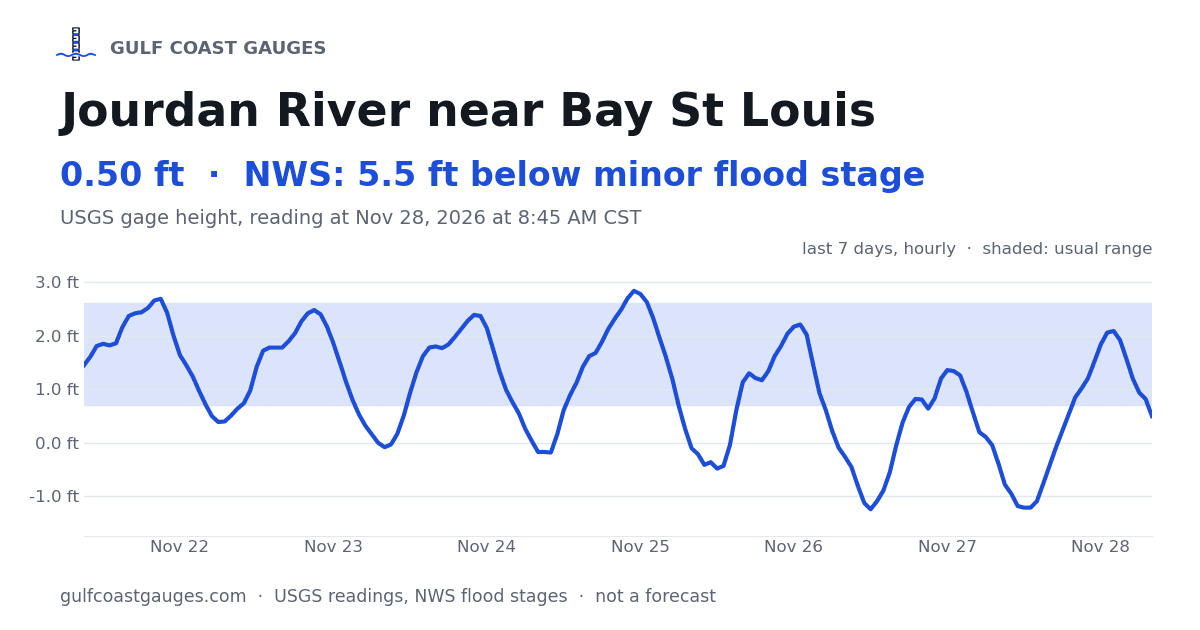 GULF COAST GAUGES
Jourdan River near Bay St Louis
0.50 ft · NWS: 5.5 ft below minor flood stage
USGS gage height, reading at Nov 28, 2026 at 8:45 AM CST
last 7 days, hourly · shaded: usual range
3.0 ft
2.0 ft
1.0 ft
0.0 ft
-1.0 ft
Nov 22 Nov 23 Nov 24 Nov 25 Nov 26 Nov 27 Nov 28
gulfcoastgauges.com · USGS readings, NWS flood stages · not a forecast